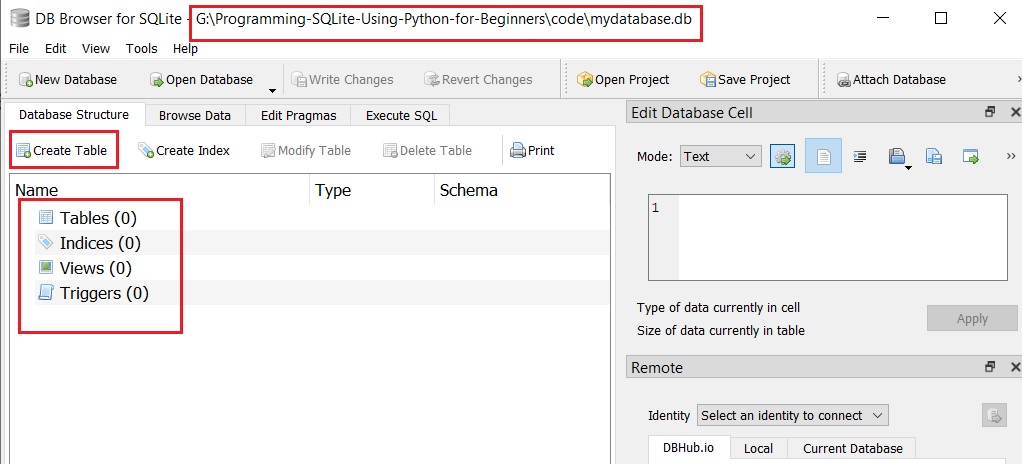 DB Browser for SQLite - G:\Programming-SQLite-Using-Python-for-Beginners\code\mydatabase.db
File Edit View Tools Help
New Database Open Database Write Changes Revert Changes Open Project Save Project Attach Database
Database Structure Browse Data Edit Pragmas Execute SQL
Create Table Create Index Modify Table Delete Table Print
Name Type Schema
Tables (0)
Indices (0)
Views (0)
Triggers (0)
Edit Database Cell
Mode: Text
1
Type of data currently in cell
Size of data currently in table
Apply
Remote
Identity Select an identity to connect
DBHub.io Local Current Database